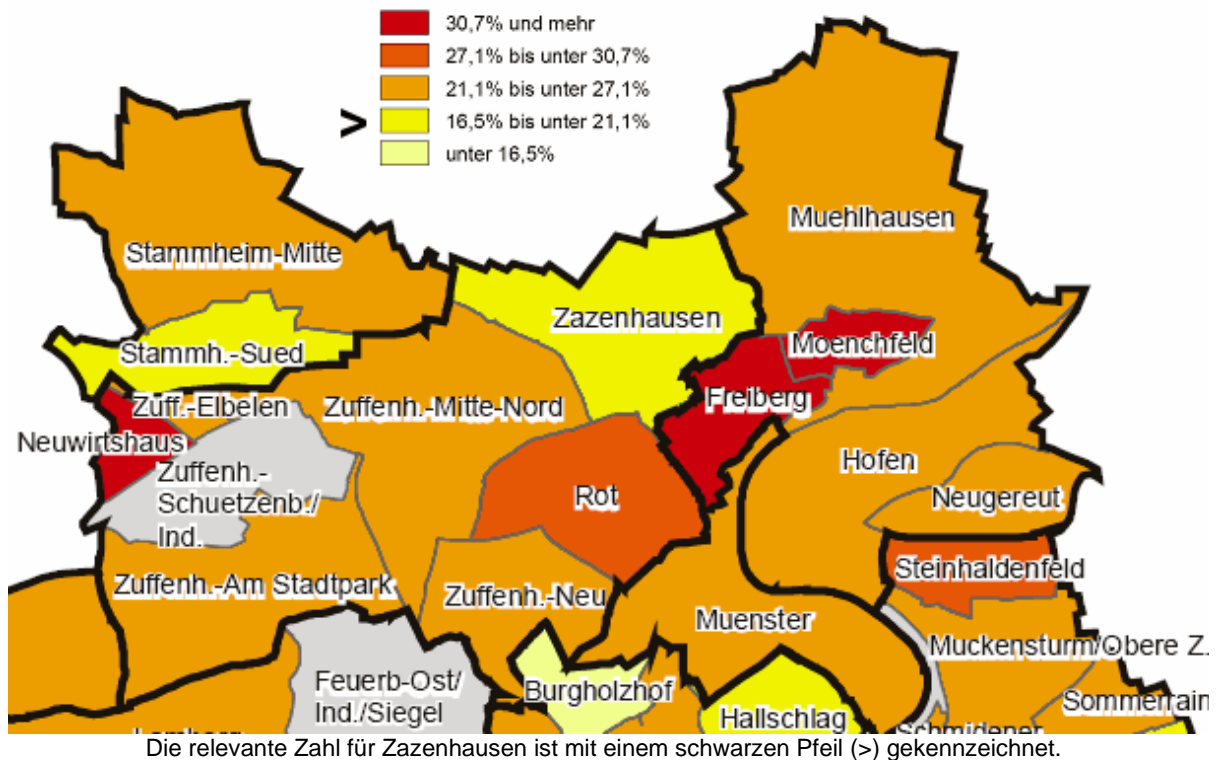 30,7% und mehr
27,1% bis unter 30,7%
21,1% bis unter 27,1%
>
16,5% bis unter 21,1%
unter 16,5%
Muehlhausen
Stammheim-Mitte
Zazenhausen
Moenchfeld
Stammh.-Sued
Freiberg
Zuff.-Elbelen
Zuffenh.-Mitte-Nord
Neuwirtshaus
Hofen
Zuffenh.-
Schuetzenb./
Ind.
Rot
Neugereut
Steinhaldenfeld
Zuffenh.-Am Stadtpark
Zuffenh.-Neu
Muenster
Muckensturm/Obere Z.
Feuerb-Ost/
Ind./Siegel
Burgholzhof
Sommerrain
Hallschlag
Schmidener
Die relevante Zahl für Zazenhausen ist mit einem schwarzen Pfeil (>) gekennzeichnet.